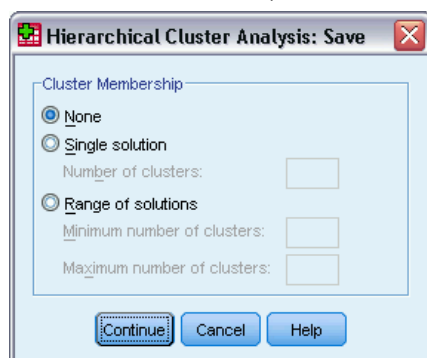 Hierarchical Cluster Analysis: Save
Cluster Membership
None
Single solution
Number of clusters:
Range of solutions
Minimum number of clusters:
Maximum number of clusters:
Continue Cancel Help